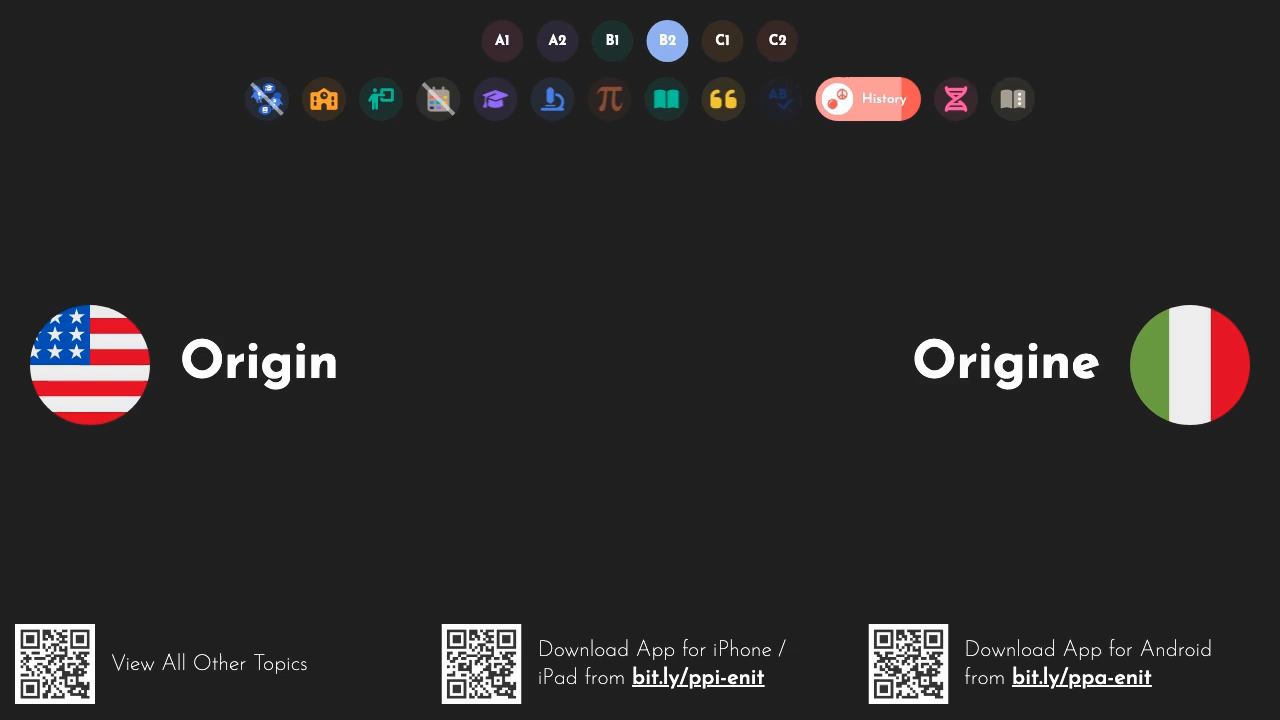 A1 A2 B1 B2 C1 C2
History
Origin
Origine
View All Other Topics
Download App for iPhone /
iPad from bit.ly/ppi-enit
Download App for Android
from bit.ly/ppa-enit